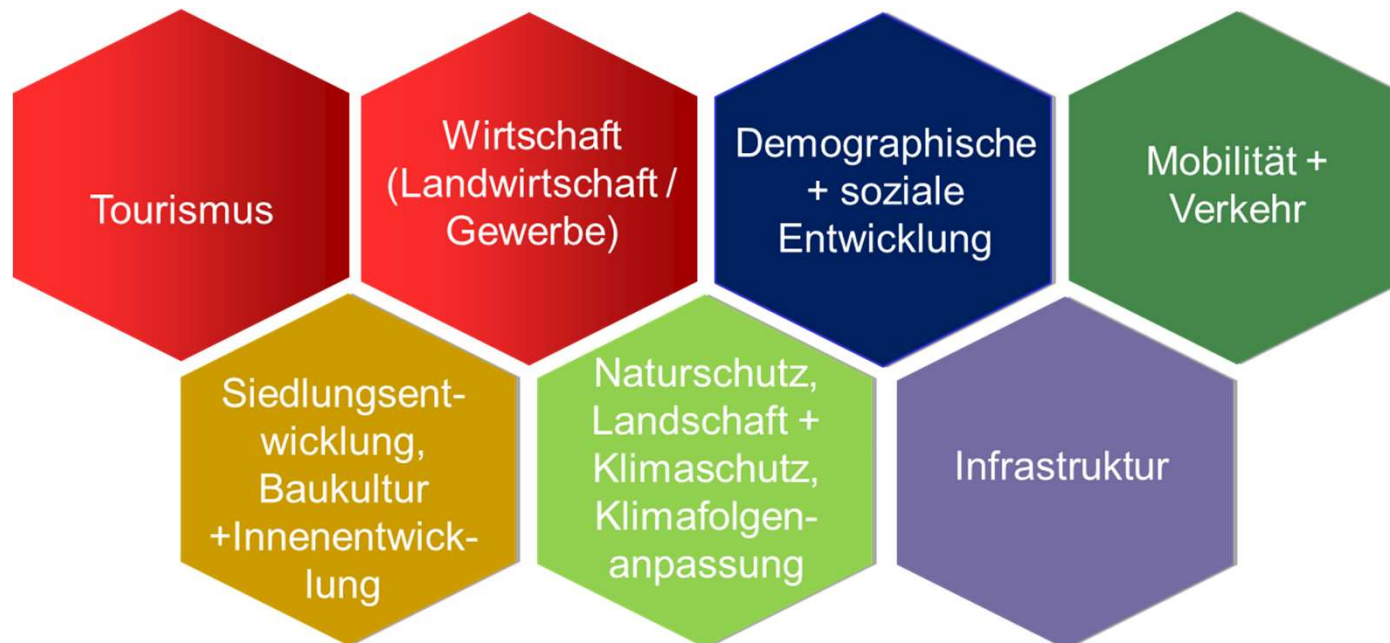 Tourismus
Wirtschaft
(Landwirtschaft /
Gewerbe)
Demographische
+ soziale
Entwicklung
Mobilität +
Verkehr
Siedlungsent-
wicklung,
Baukultur
+Innenentwick-
lung
Naturschutz,
Landschaft +
Klimaschutz,
Klimafolgen-
anpassung
Infrastruktur